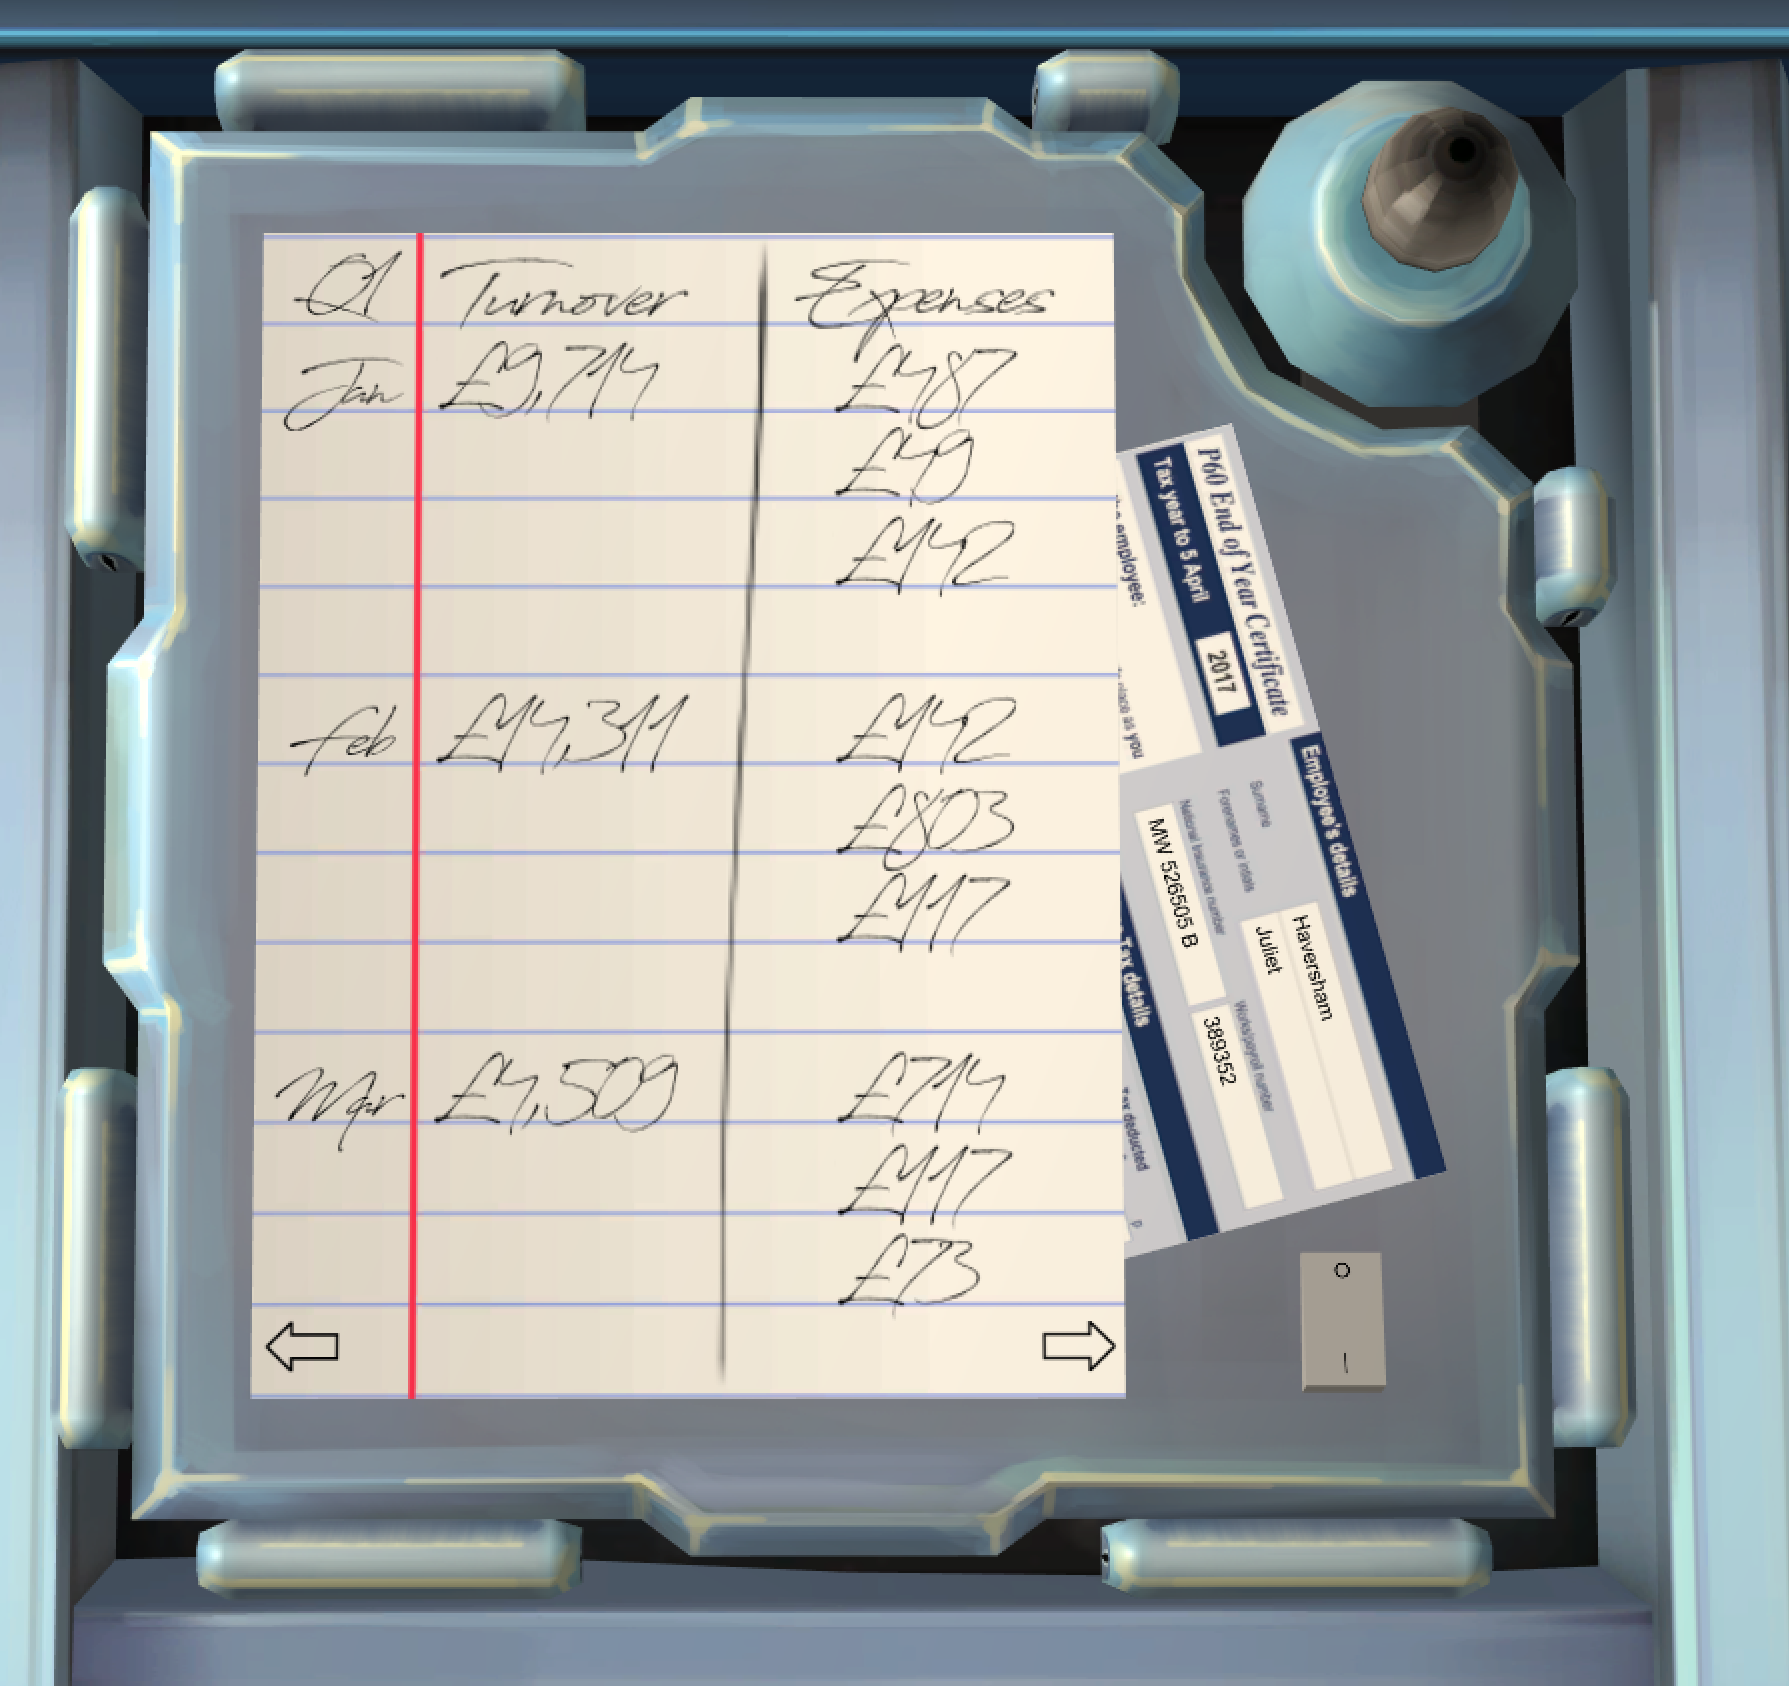 Q1 Turnover Expenses
Jan £9,714 £487
£49
£142
Feb £14,311 £142
£803
£117
Mar £4,509 £714
£117
£73
P60 End of Year Certificate
Tax year to 5 April 2017
employee:
place as you
Employee's details
Surname
Haversham
Forenames or initials
Juliet
National Insurance number
Works/payroll number
MW 526505 B
389352
Tax details
Tax deducted
p